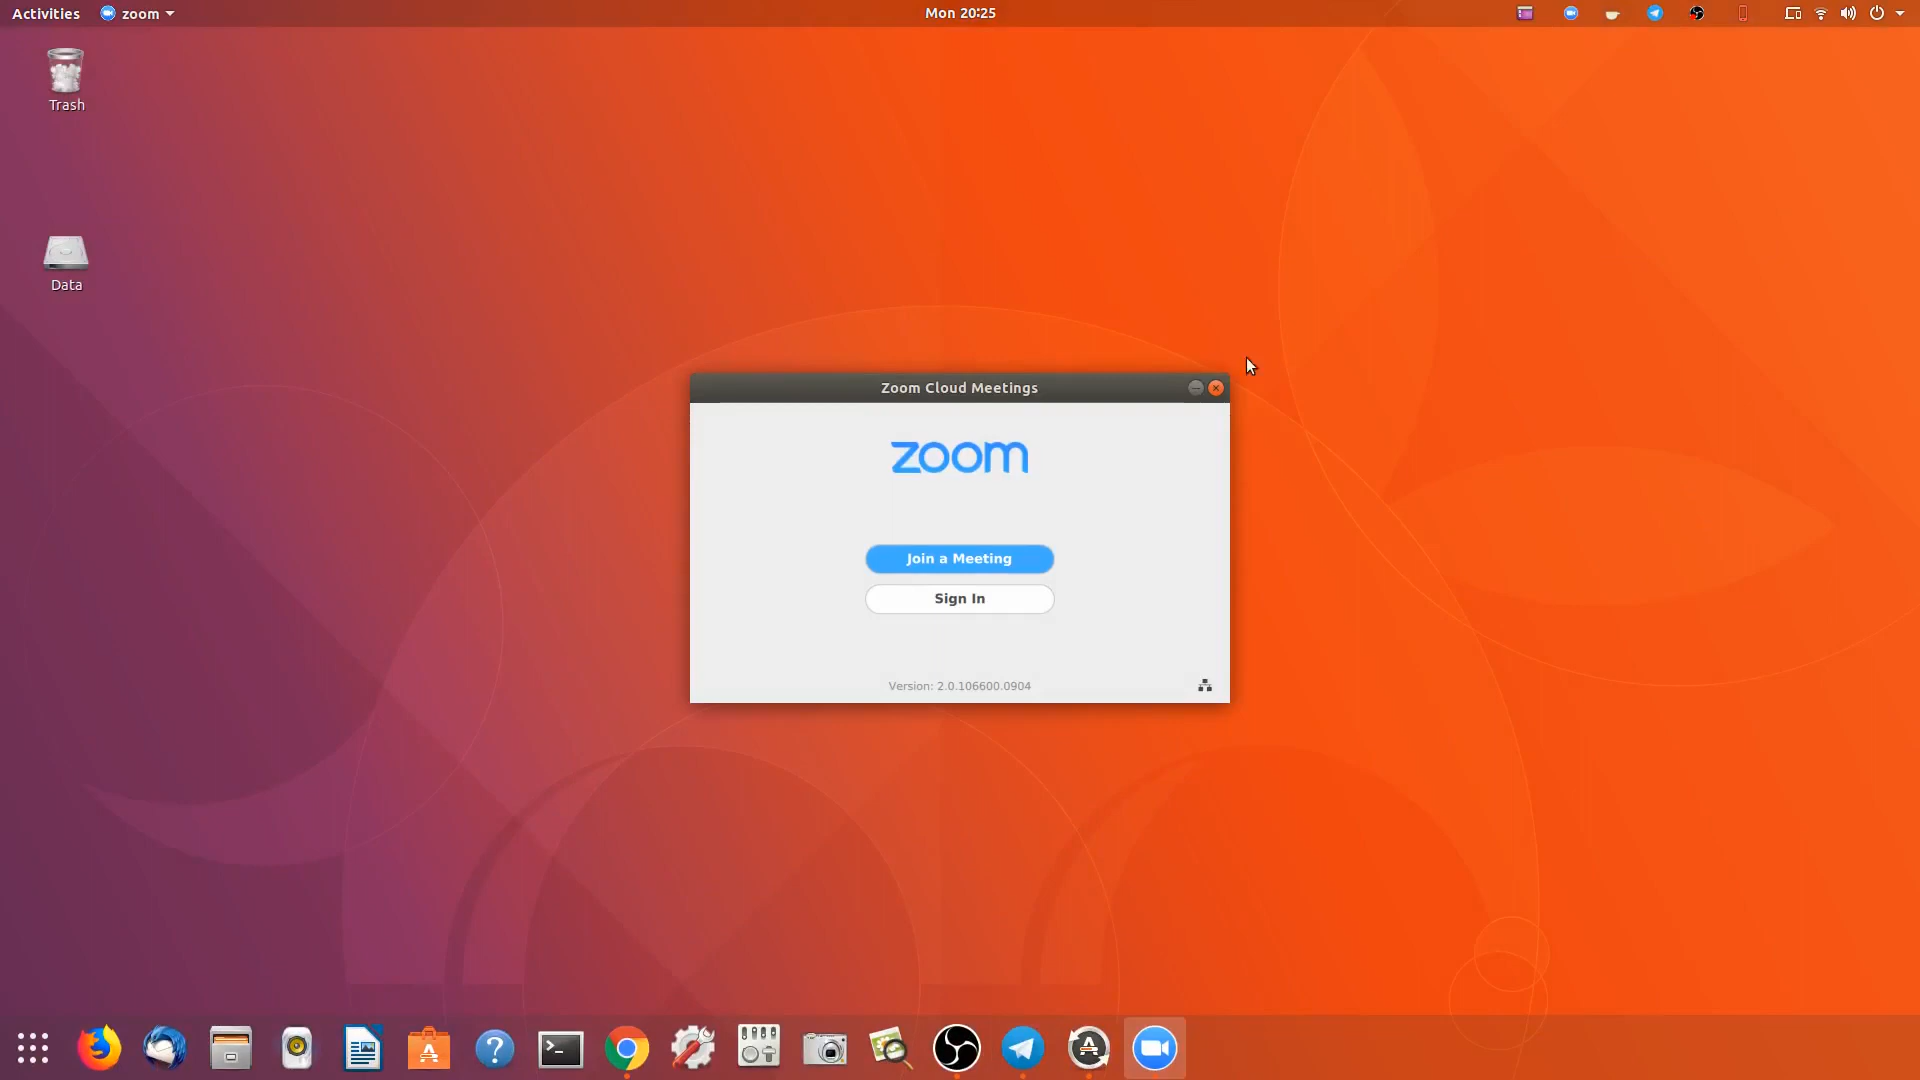 Activities zoom Mon 20:25
Trash
Data
Zoom Cloud Meetings
zoom
Join a Meeting
Sign In
Version: 2.0.106600.0904